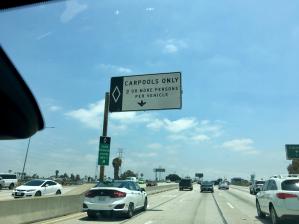 CARPOOLS ONLY
2 OR MORE PERSONS
PER VEHICLE